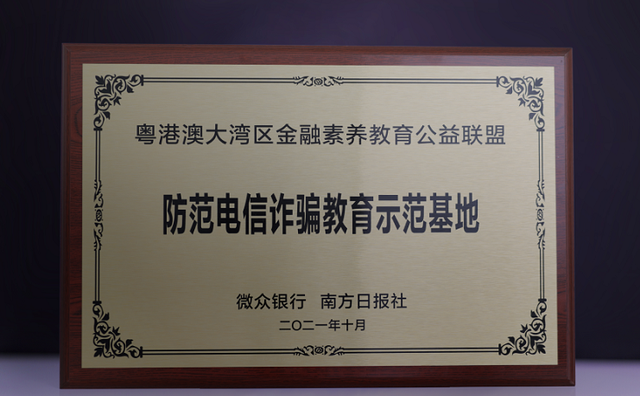 粤港澳大湾区金融素养教育公益联盟
防范电信诈骗教育示范基地
微众银行 南方日报社
二〇二一年十月